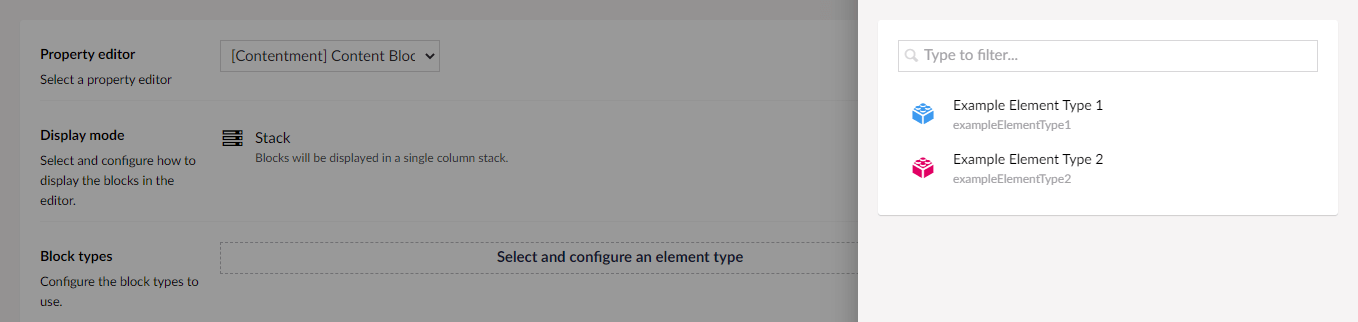 Property editor
Select a property editor
[Contentment] Content Bloc
Display mode
Select and configure how to
display the blocks in the
editor.
Stack
Blocks will be displayed in a single column stack.
Block types
Configure the block types to
use.
Select and configure an element type
Type to filter...
Example Element Type 1
exampleElementType1
Example Element Type 2
exampleElementType2